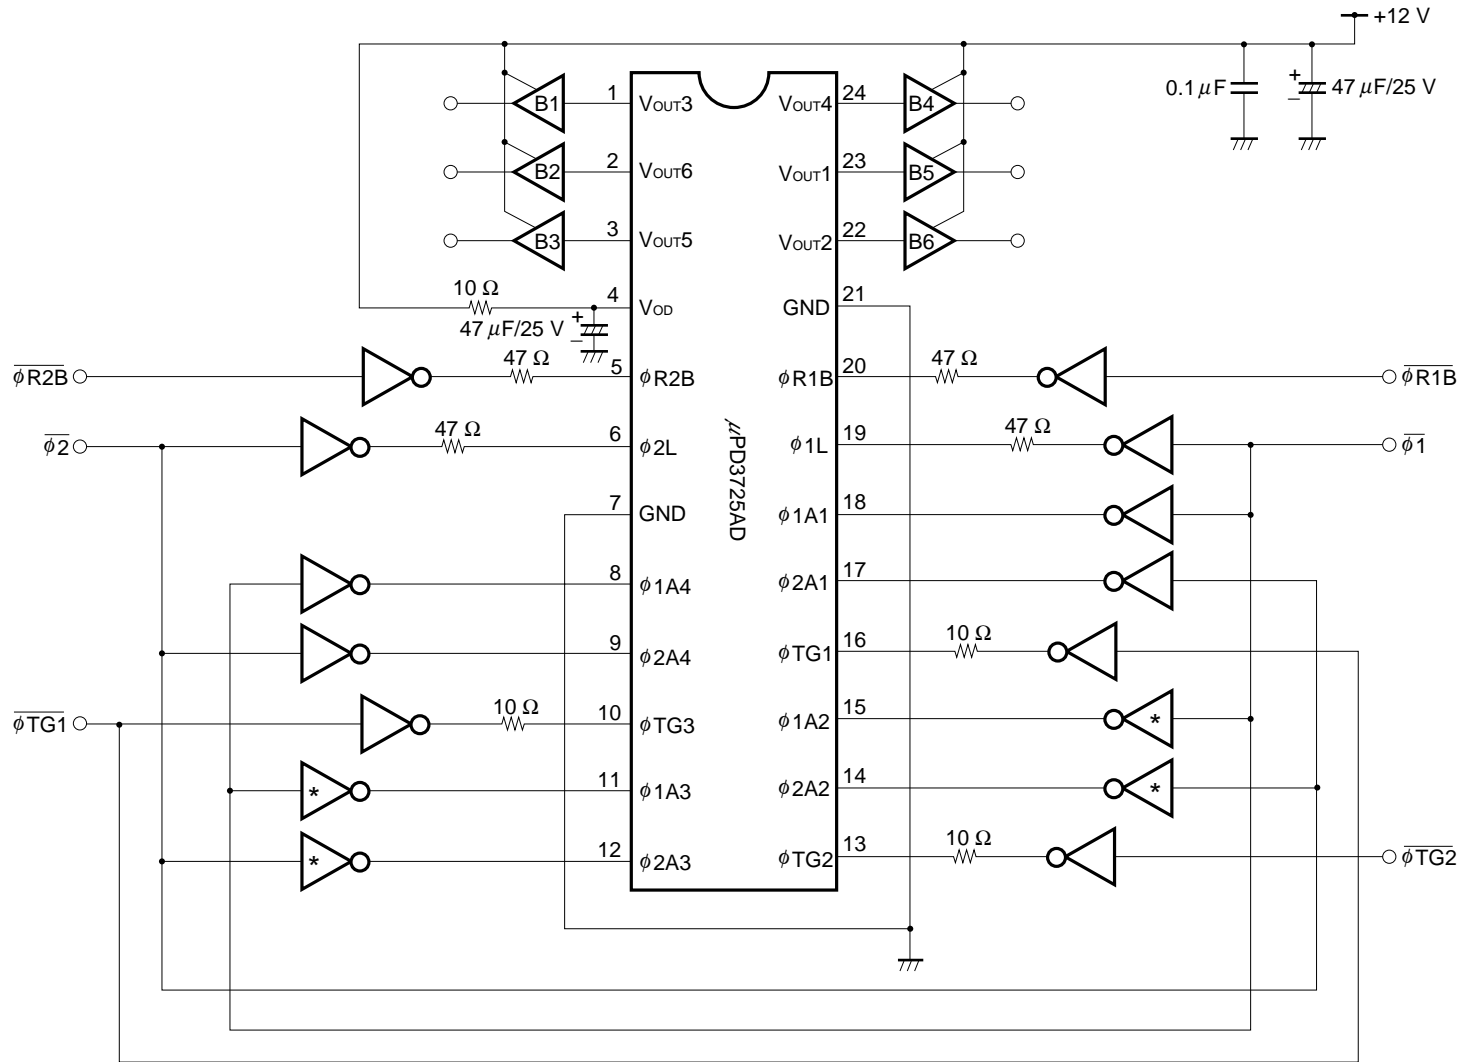 +12 V
0.1 μF
+
−
47 μF/25 V
B1
1
VOUT3
VOUT4
24
B4
B2
2
VOUT6
VOUT1
23
B5
B3
3
VOUT5
VOUT2
22
B6
10 Ω
4
VOD
GND
21
47 μF/25 V
+
−
φR2B
47 Ω
5
φR2B
φR1B
20
47 Ω
φR1B
φ2
47 Ω
6
φ2L
φ1L
19
47 Ω
φ1
μPD3725AD
7
GND
φ1A1
18
8
φ1A4
φ2A1
17
9
φ2A4
φTG1
16
10 Ω
φTG1
10 Ω
10
φTG3
φ1A2
15
*
*
11
φ1A3
φ2A2
14
*
*
12
φ2A3
φTG2
13
10 Ω
φTG2